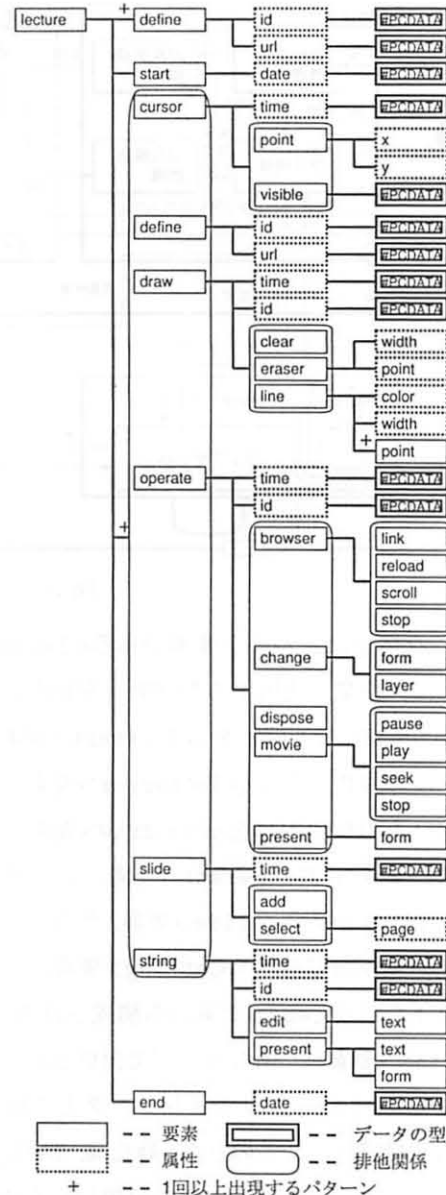 lecture + define id #PCDATA
url #PCDATA
start date #PCDATA
cursor time #PCDATA
point x
y
visible #PCDATA
define id #PCDATA
url #PCDATA
draw time #PCDATA
id #PCDATA
clear width
eraser point
line color
width
+ point
operate time #PCDATA
+ id #PCDATA
browser link
reload
scroll
stop
change form
layer
dispose pause
movie play
seek
stop
present form
slide time #PCDATA
add
select page
string time #PCDATA
id #PCDATA
edit text
present text
form
end date #PCDATA
-- 要素 -- データの型
-- 属性 -- 排他関係
+ -- 1回以上出現するパターン